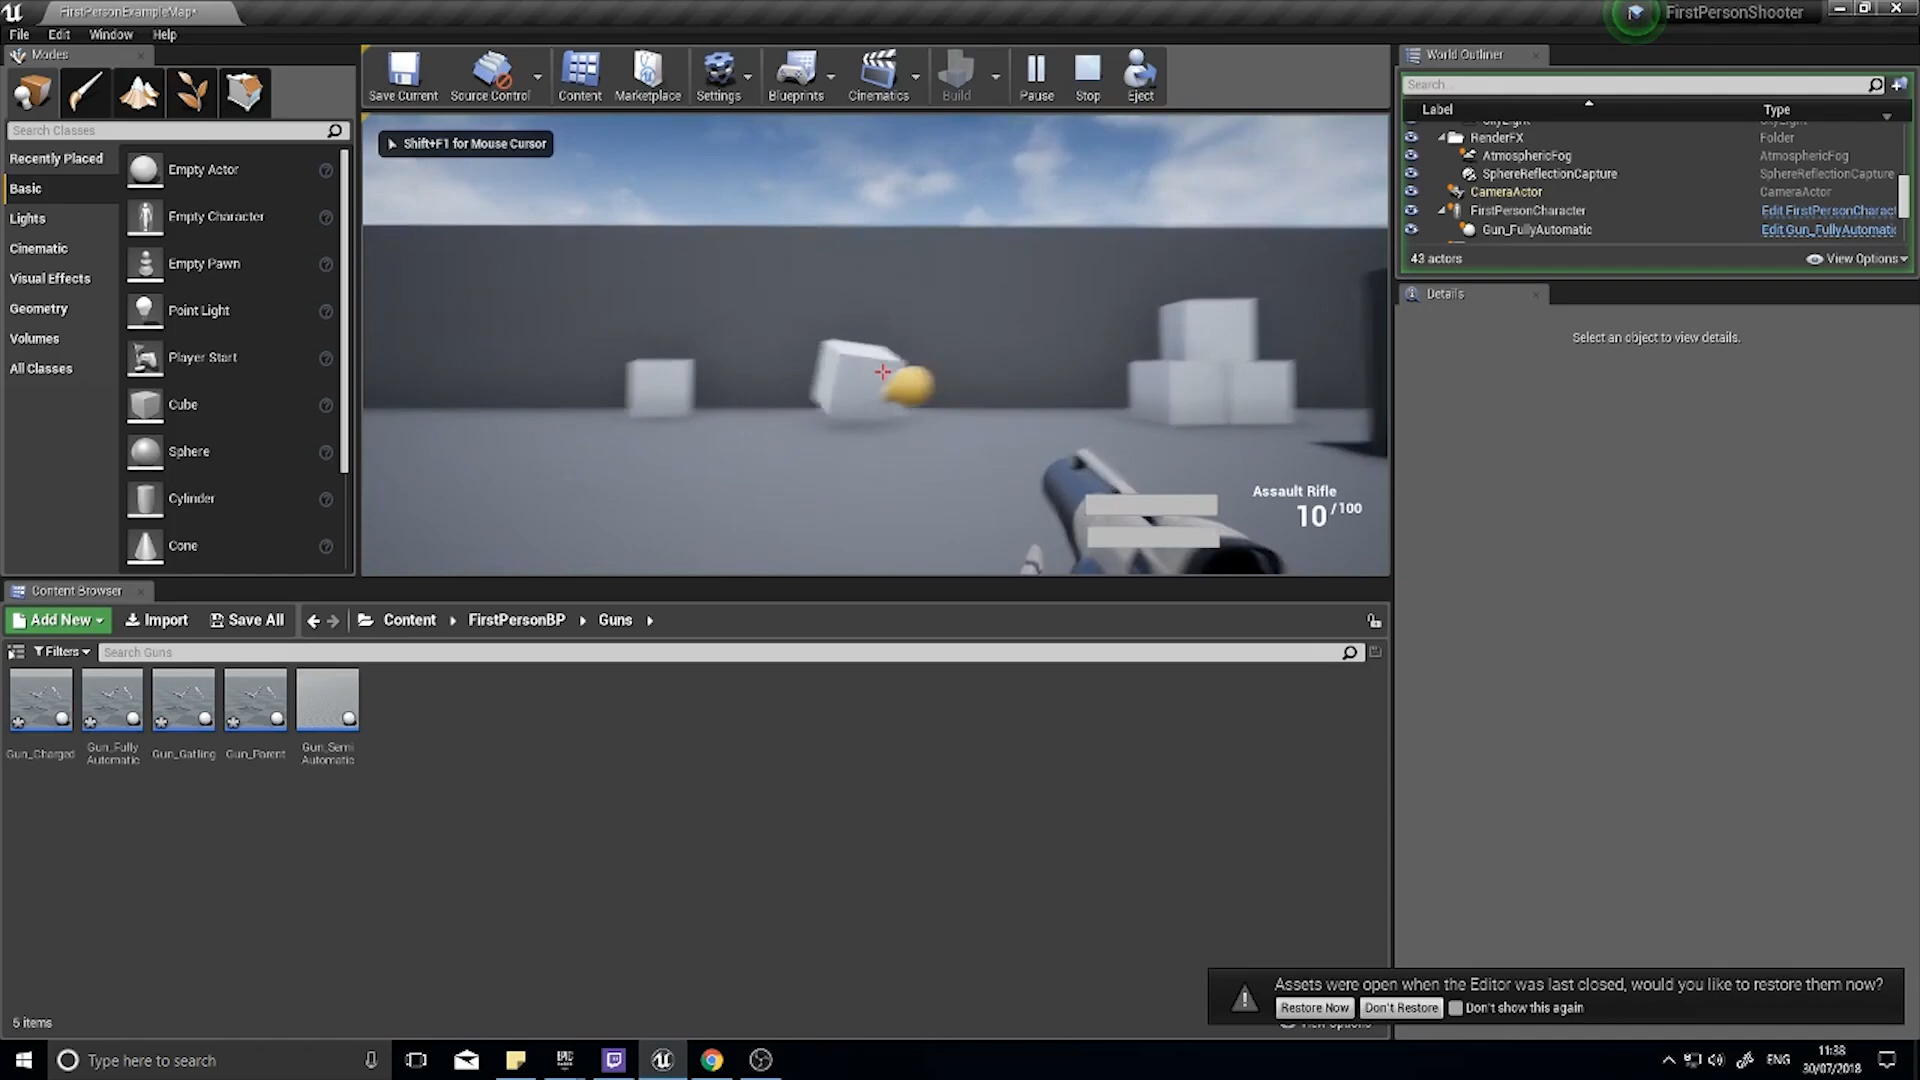 FirstPersonExampleMap*
FirstPersonShooter
File Edit Window Help
Modes
Search Classes
Recently Placed
Basic
Lights
Cinematic
Visual Effects
Geometry
Volumes
All Classes
Empty Actor
Empty Character
Empty Pawn
Point Light
Player Start
Cube
Sphere
Cylinder
Cone
Save Current
Source Control
Content
Marketplace
Settings
Blueprints
Cinematics
Build
Pause
Stop
Eject
Shift+F1 for Mouse Cursor
Assault Rifle
10 /100
World Outliner
Search...
Label Type
SkyLight SkyLight
RenderFX Folder
AtmosphericFog AtmosphericFog
SphereReflectionCapture SphereReflectionCapture
CameraActor CameraActor
FirstPersonCharacter Edit FirstPersonCharact
Gun_FullyAutomatic Edit Gun_FullyAutomatic
43 actors
View Options
Details
Select an object to view details.
Content Browser
Add New Import Save All Content FirstPersonBP Guns
Filters Search Guns
Gun_Charged
Gun_Fully
Automatic
Gun_Gatling
Gun_Parent
Gun_Semi
Automatic
5 items
View Options
Assets were open when the Editor was last closed, would you like to restore them now?
Restore Now Don't Restore Don't show this again
Type here to search
EPIC
ENG
11:38
30/07/2018